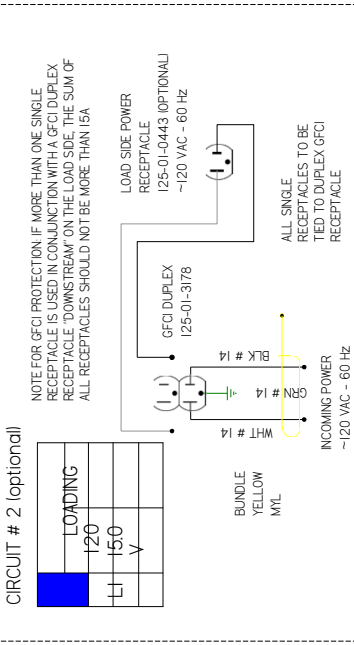 CIRCUIT # 2 (optional)
LOADING
120
L1 15.0
V
NOTE FOR GFCI PROTECTION: IF MORE THAN ONE SINGLE
RECEPTACLE IS USED IN CONJUNCTION WITH A GFCI DUPLEX
RECEPTACLE "DOWNSTREAM" ON THE LOAD SIDE, THE SUM OF
ALL RECEPTACLES SHOULD NOT BE MORE THAN 15A
LOAD SIDE POWER
RECEPTACLE
125-01-0443 (OPTIONAL)
~120 VAC - 60 Hz
GFCI DUPLEX
125-01-3178
WHT # 14
GRN # 14
BLK # 14
BUNDLE
YELLOW
MYL
INCOMING POWER
~120 VAC - 60 Hz
ALL SINGLE
RECEPTACLES TO BE
TIED TO DUPLEX GFCI
RECEPTACLE